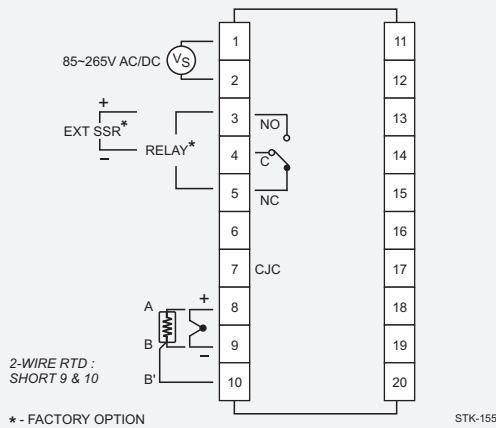 1 11
85~265V AC/DC VS
2 12
+ 3 NO 13
EXT SSR*
RELAY* 4 C 14
–
5 NC 15
6 16
7 CJC 17
A + 8 18
B – 9 19
2-WIRE RTD :
SHORT 9 & 10 B' 10 20
* - FACTORY OPTION STK-155